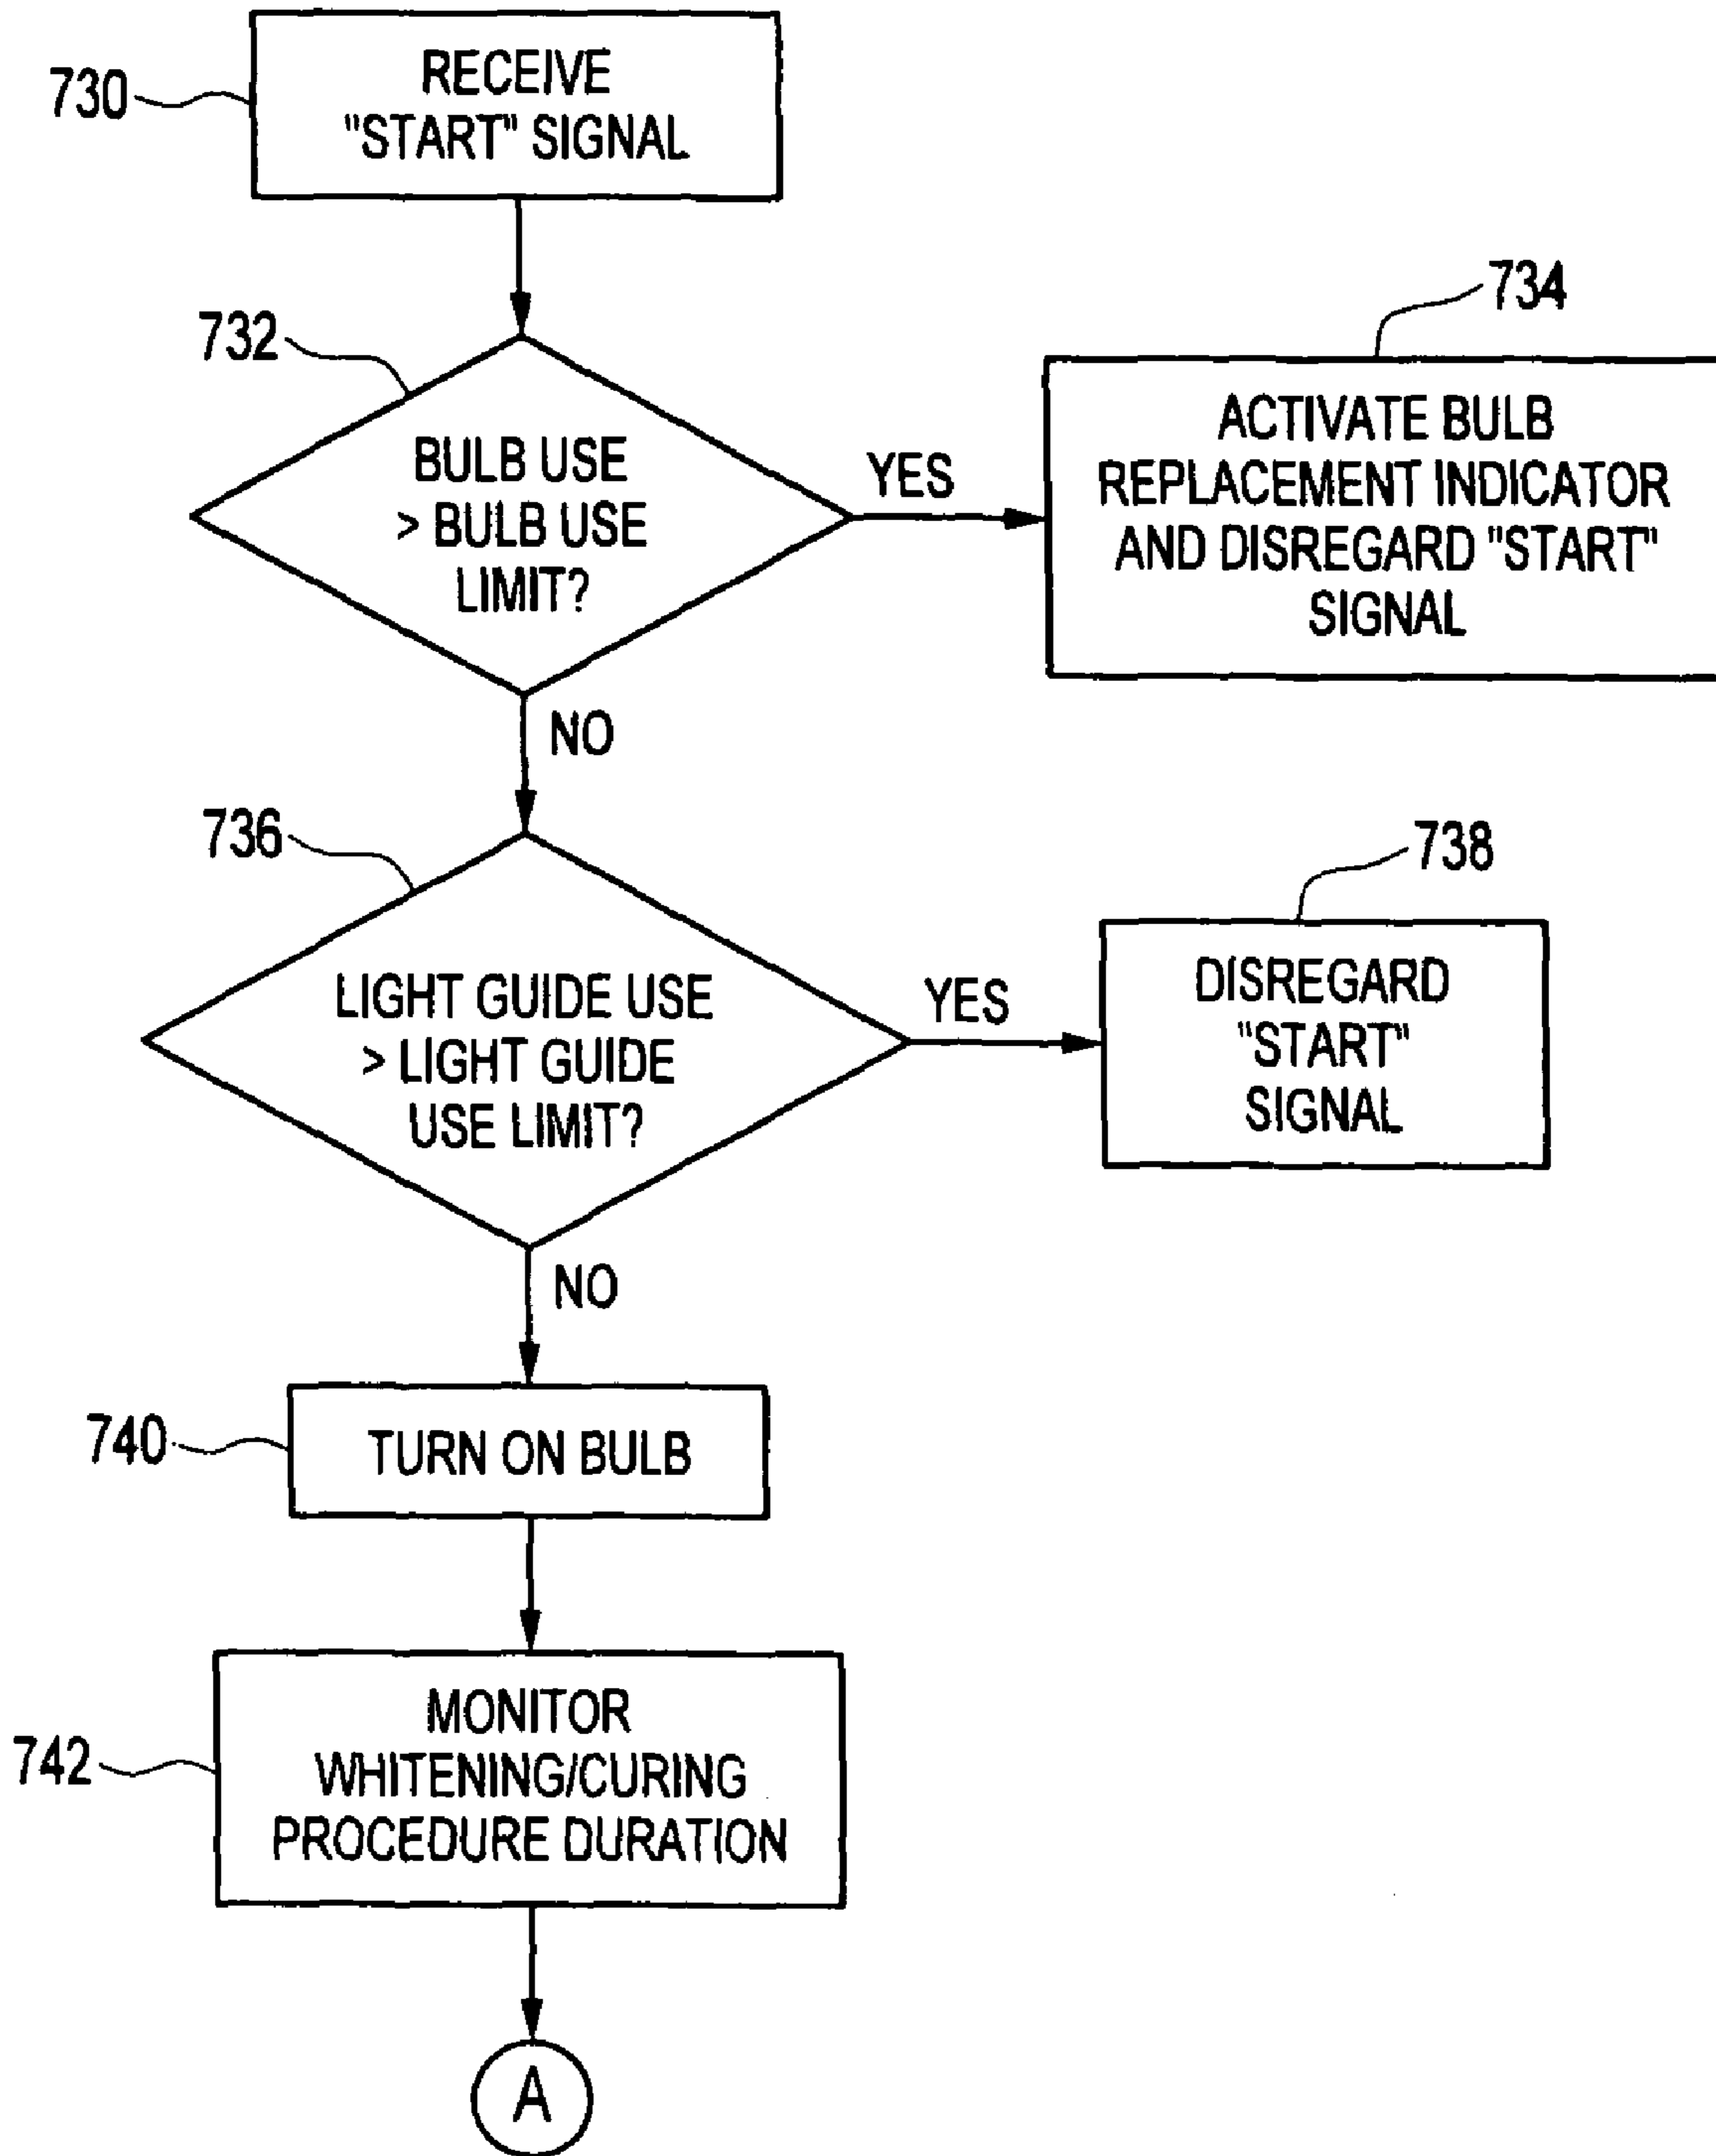 730
RECEIVE
"START" SIGNAL
732
BULB USE
> BULB USE
LIMIT?
YES
734
ACTIVATE BULB
REPLACEMENT INDICATOR
AND DISREGARD "START"
SIGNAL
NO
736
LIGHT GUIDE USE
> LIGHT GUIDE
USE LIMIT?
YES
738
DISREGARD
"START"
SIGNAL
NO
740
TURN ON BULB
742
MONITOR
WHITENING/CURING
PROCEDURE DURATION
A